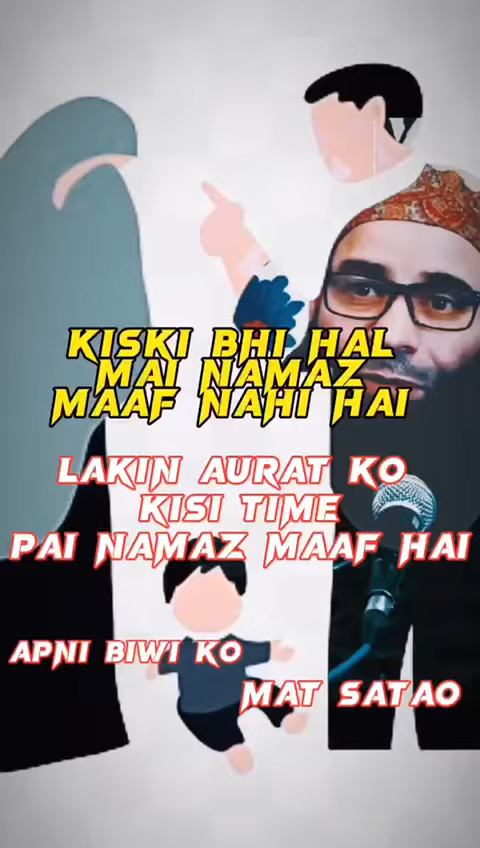 KISKI BHI HAL
MAI NAMAZ
MAAF NAHI HAI
LAKIN AURAT KO
KISI TIME
PAI NAMAZ MAAF HAI
APNI BIWI KO
MAT SATAO